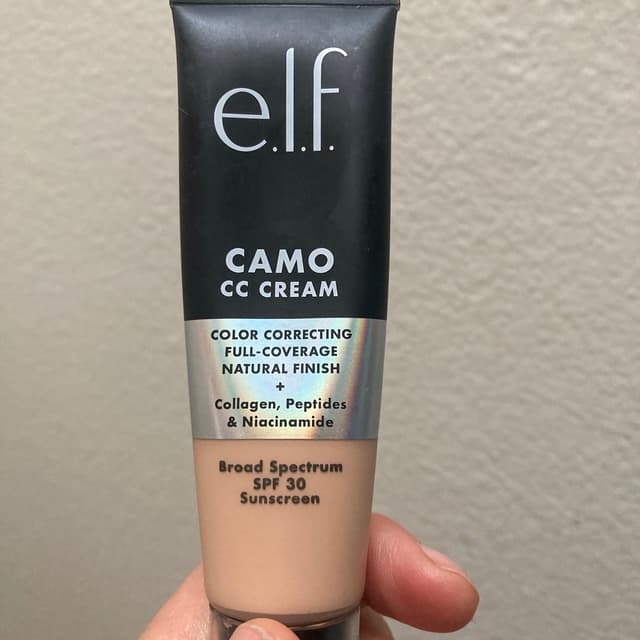 e.l.f.
CAMO
CC CREAM
COLOR CORRECTING
FULL-COVERAGE
NATURAL FINISH
+
Collagen, Peptides
& Niacinamide
Broad Spectrum
SPF 30
Sunscreen